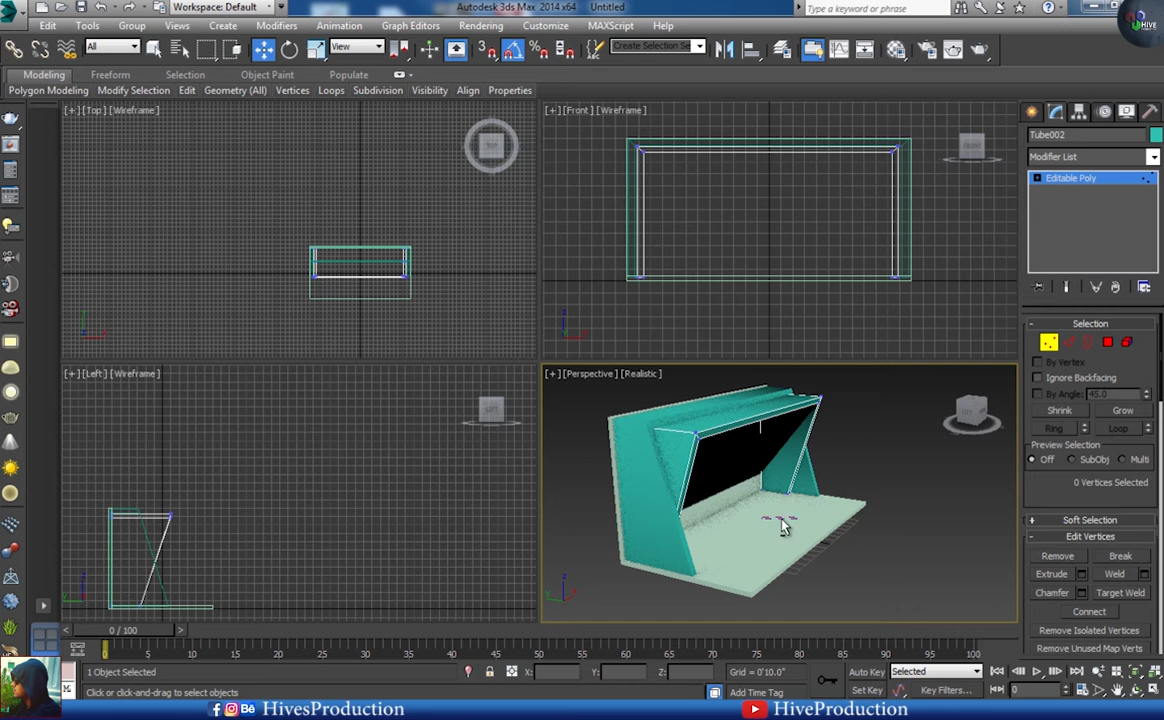 Workspace: Default
Autodesk 3ds Max 2014 x64 Untitled
Type a keyword or phrase
HIVE
Edit Tools Group Views Create Modifiers Animation Graph Editors Rendering Customize MAXScript Help
All View Create Selection Se
Modeling Freeform Selection Object Paint Populate
Polygon Modeling Modify Selection Edit Geometry (All) Vertices Loops Subdivision Visibility Align Properties
[+] [Top] [Wireframe]
TOP
[+] [Front] [Wireframe]
FRONT
Tube002
Modifier List
Editable Poly
Selection
By Vertex
Ignore Backfacing
By Angle: 45.0
Shrink Grow
Ring Loop
Preview Selection
Off SubObj Multi
0 Vertices Selected
Soft Selection
Edit Vertices
Remove Break
Extrude Weld
Chamfer Target Weld
Connect
Remove Isolated Vertices
Remove Unused Map Verts
[+] [Left] [Wireframe]
LEFT
[+] [Perspective] [Realistic]
0 / 100
0 5 10 15 20 25 30 35 40 45 50 55 60 65 70 75 80 85 90 95 100
1 Object Selected
X: Y: Z:
Grid = 0'10.0"
Auto Key Selected
Click or click-and-drag to select objects
Add Time Tag
Set Key Key Filters...
0
HivesProduction
HiveProduction